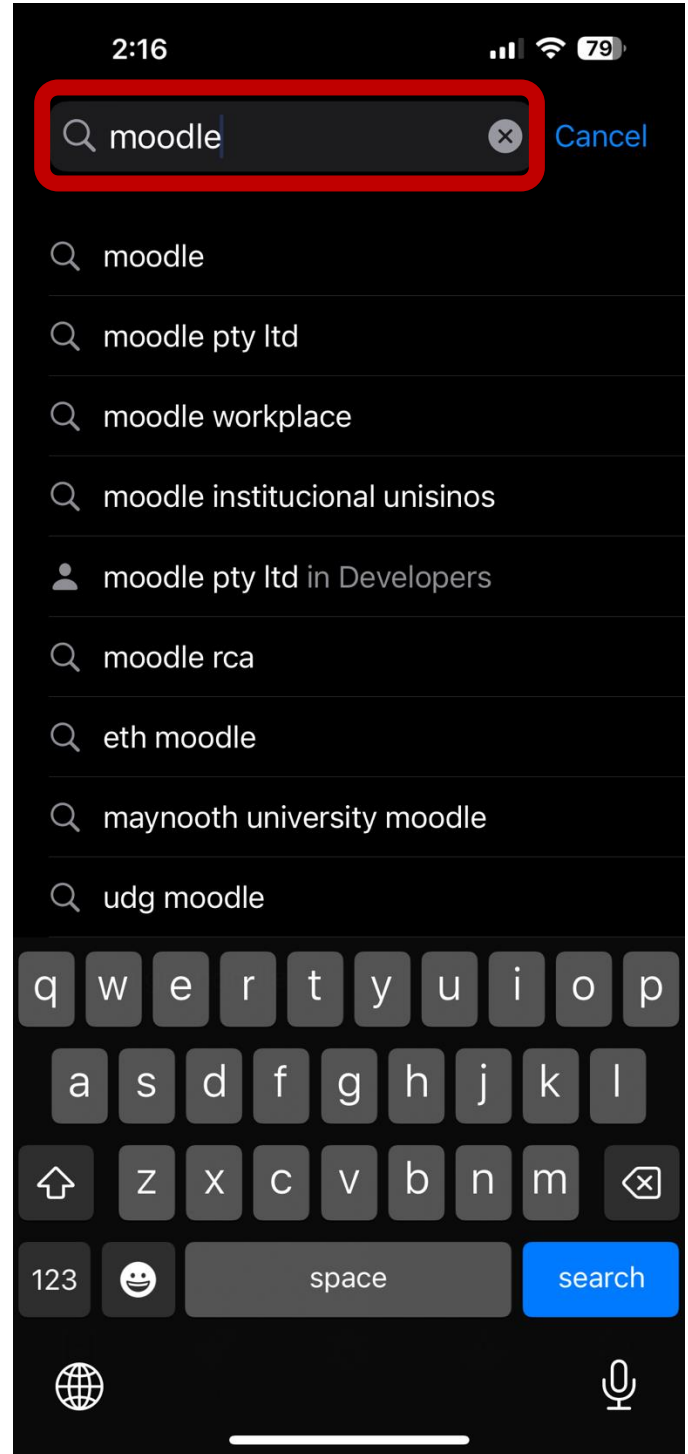 2:16 79
moodle Cancel
moodle
moodle pty ltd
moodle workplace
moodle institucional unisinos
moodle pty ltd in Developers
moodle rca
eth moodle
maynooth university moodle
udg moodle
q w e r t y u i o p
a s d f g h j k l
z x c v b n m
123 space search